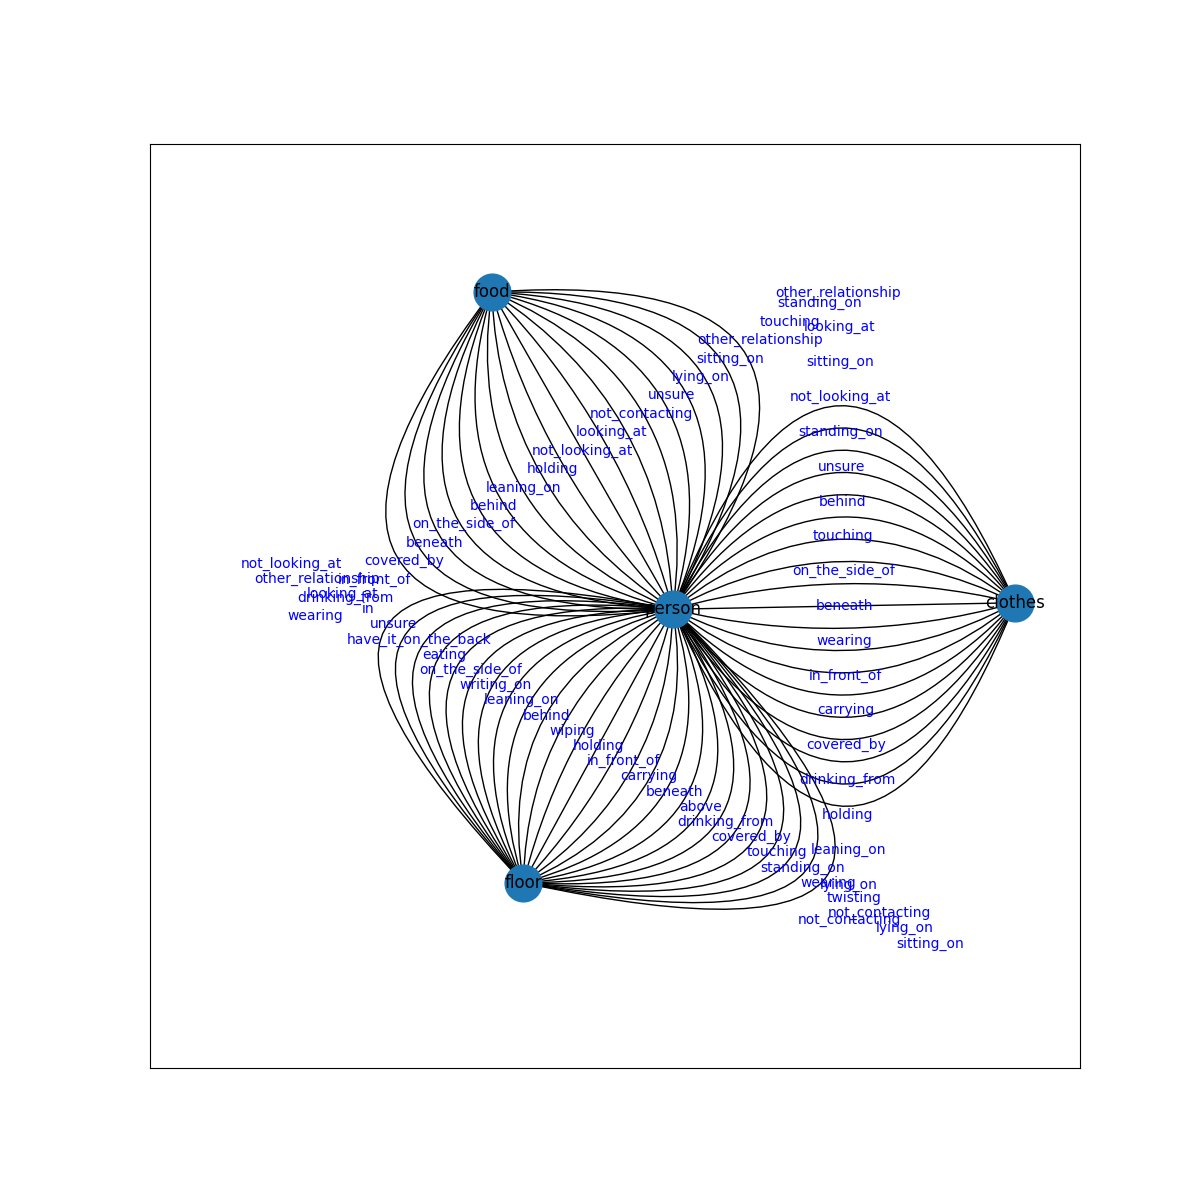 food
other_relationship
standing_on
touching
looking_at
other_relationship
sitting_on
sitting_on
lying_on
unsure
not_looking_at
not_contacting
looking_at
standing_on
not_looking_at
unsure
holding
leaning_on
behind
behind
on_the_side_of
touching
beneath
covered_by
not_looking_at
on_the_side_of
other_relationship
in_front_of
looking_at
drinking_from
clothes
beneath
in
person
wearing
unsure
have_it_on_the_back
wearing
eating
on_the_side_of
in_front_of
writing_on
leaning_on
carrying
behind
wiping
holding
covered_by
in_front_of
carrying
drinking_from
beneath
above
holding
drinking_from
covered_by
leaning_on
touching
standing_on
floor
wearing
lying_on
twisting
not_contacting
not_contacting
lying_on
sitting_on